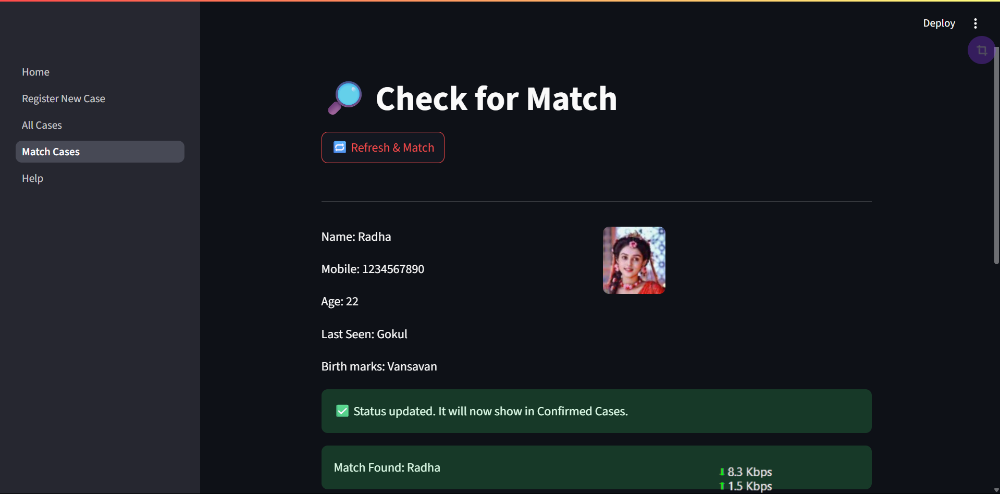 Deploy
Home
Register New Case
All Cases
Match Cases
Help
Check for Match
Refresh & Match
Name: Radha
Mobile: 1234567890
Age: 22
Last Seen: Gokul
Birth marks: Vansavan
Status updated. It will now show in Confirmed Cases.
Match Found: Radha
8.3 Kbps
1.5 Kbps